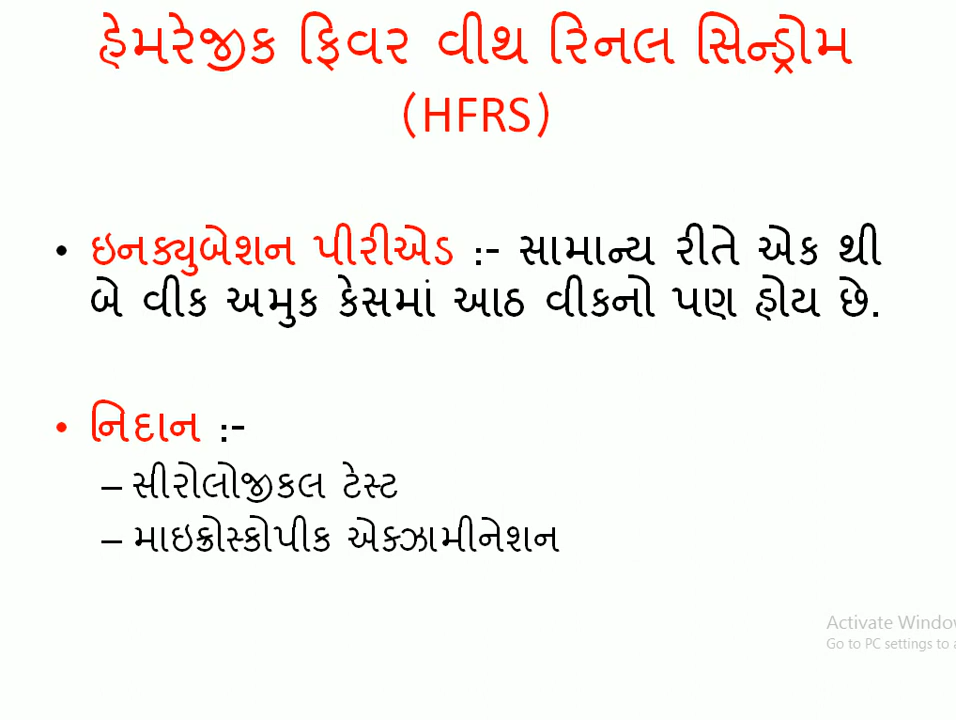 હેમરેજીક ફિવર વીથ રિનલ સિન્ડ્રોમ
(HFRS)
• ઇનક્યુબેશન પીરીએડ :- સામાન્ય રીતે એક થી
બે વીક અમુક કેસમાં આઠ વીકનો પણ હોય છે.
• નિદાન :-
– સીરોલોજીકલ ટેસ્ટ
– માઇક્રોસ્કોપીક એક્ઝામીનેશન
Activate Windo
Go to PC settings to